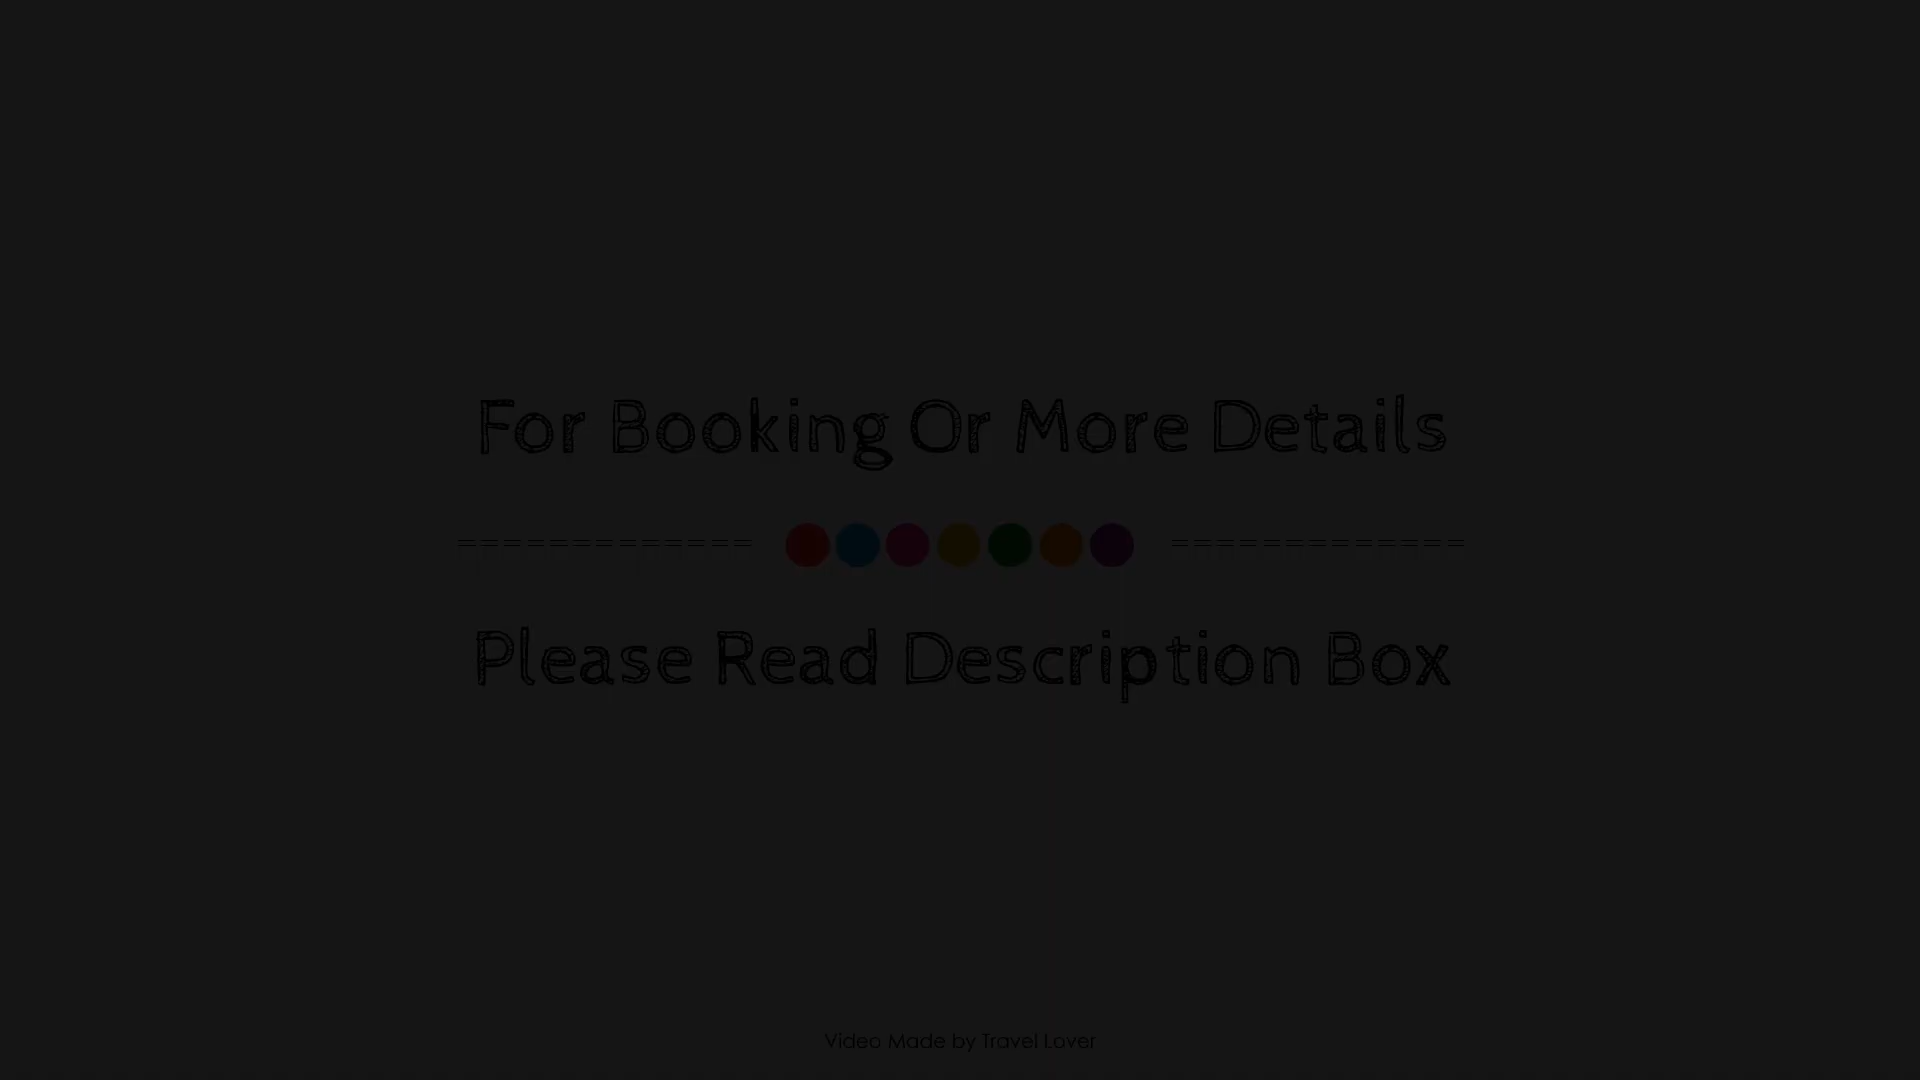 For Booking Or More Details
============= =============
Please Read Description Box
Video Made by Travel Lover